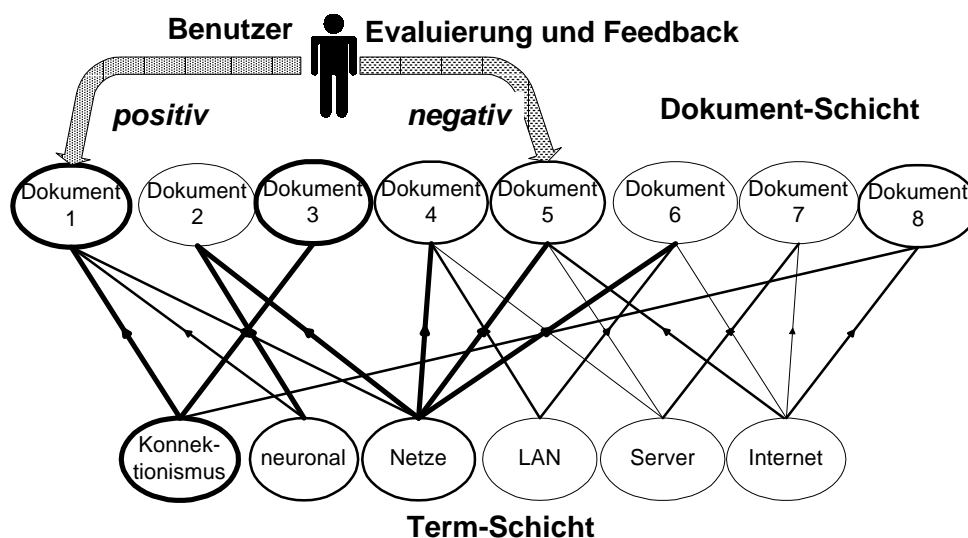 Benutzer Evaluierung und Feedback
positiv negativ
Dokument-Schicht
Dokument Dokument Dokument Dokument Dokument Dokument Dokument Dokument
1 2 3 4 5 6 7 8
Konnek-
tionismus neuronal Netze LAN Server Internet
Term-Schicht